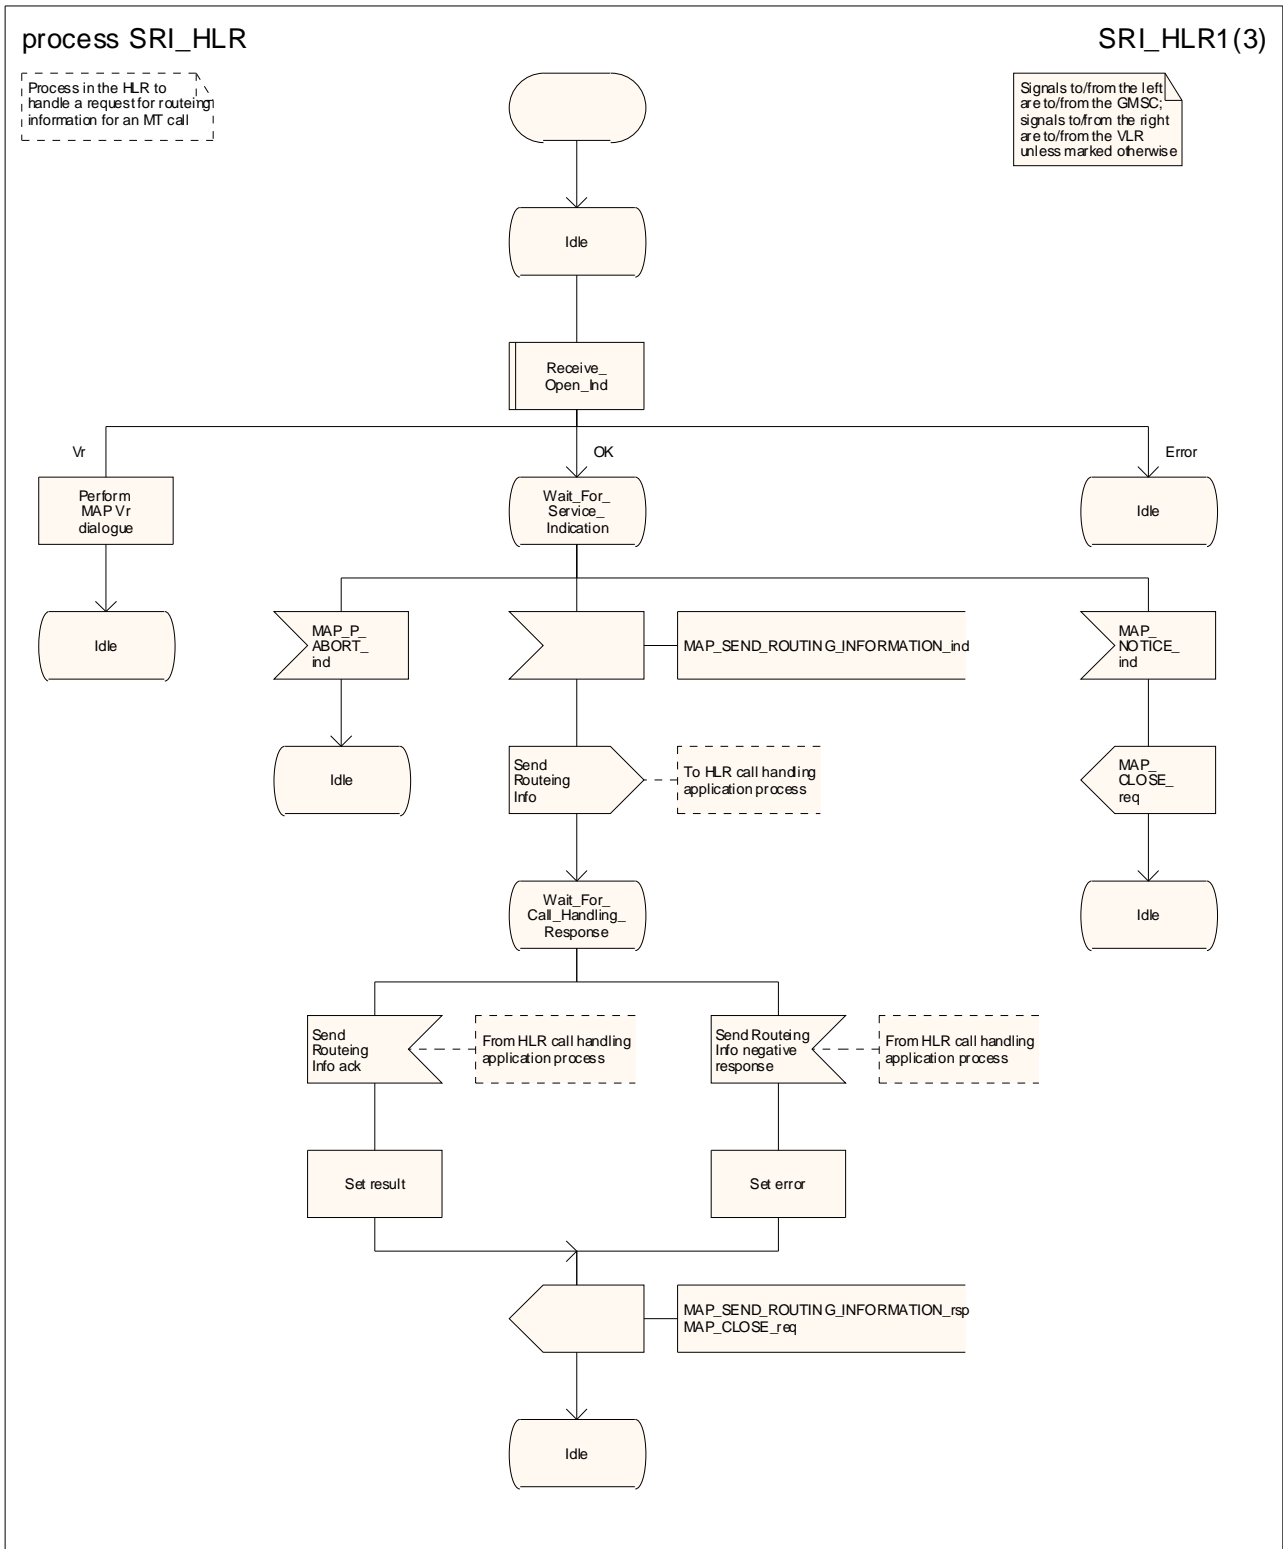 process SRI_HLR
SRI_HLR1(3)
Process in the HLR to
handle a request for routeing
information for an MT call
Signals to/from the left
are to/from the GMSC;
signals to/from the right
are to/from the VLR
unless marked otherwise
Idle
Receive_
Open_Ind
Vr
OK
Error
Perform
MAP Vr
dialogue
Wait_For_
Service_
Indication
Idle
Idle
MAP_P_
ABORT_
ind
MAP_SEND_ROUTING_INFORMATION_ind
MAP_
NOTICE_
ind
Idle
Send
Routeing
Info
To HLR call handling
application process
MAP_
CLOSE_
req
Wait_For_
Call_Handling_
Response
Idle
Send
Routeing
Info ack
From HLR call handling
application process
Send Routeing
Info negative
response
From HLR call handling
application process
Set result
Set error
MAP_SEND_ROUTING_INFORMATION_rsp
MAP_CLOSE_req
Idle